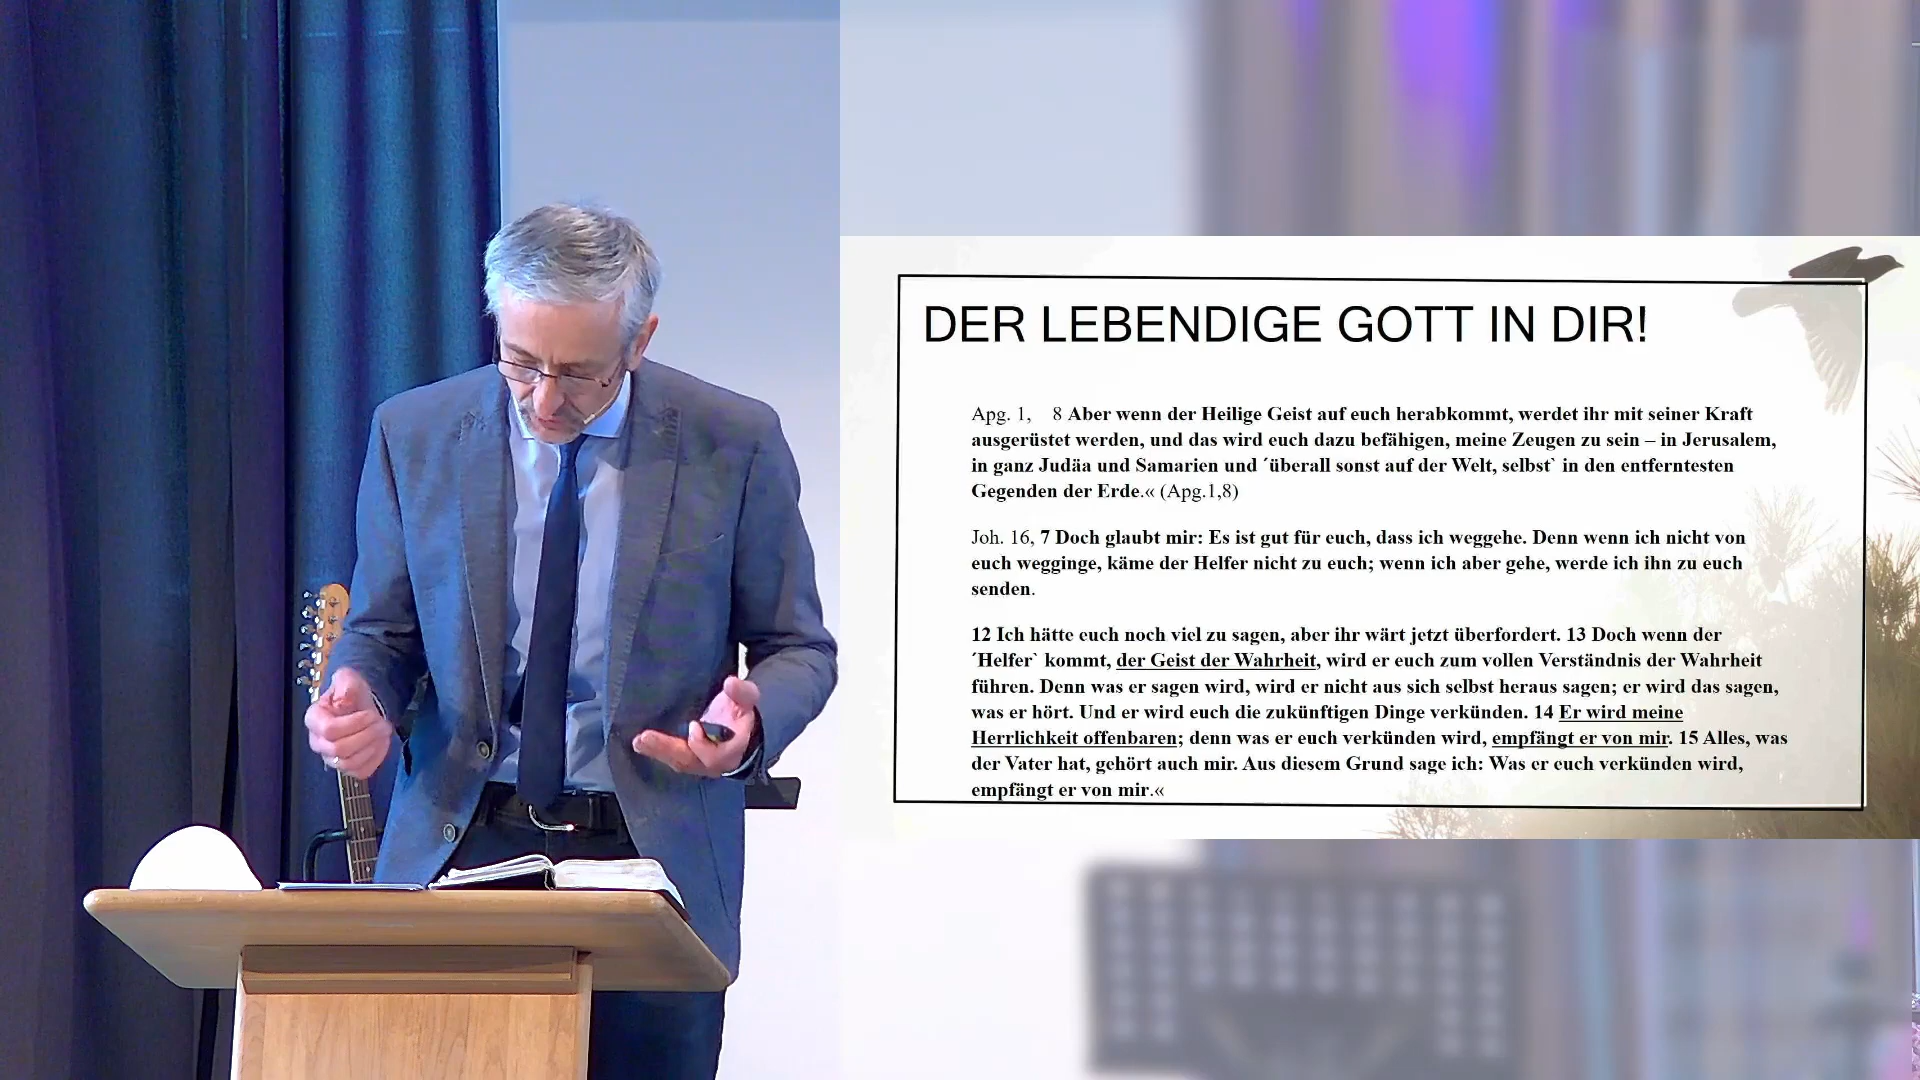 DER LEBENDIGE GOTT IN DIR!
Apg. 1, 8 Aber wenn der Heilige Geist auf euch herabkommt, werdet ihr mit seiner Kraft
ausgerüstet werden, und das wird euch dazu befähigen, meine Zeugen zu sein – in Jerusalem,
in ganz Judäa und Samarien und ´überall sonst auf der Welt, selbst` in den entferntesten
Gegenden der Erde.« (Apg.1,8)
Joh. 16, 7 Doch glaubt mir: Es ist gut für euch, dass ich weggehe. Denn wenn ich nicht von
euch wegginge, käme der Helfer nicht zu euch; wenn ich aber gehe, werde ich ihn zu euch
senden.
12 Ich hätte euch noch viel zu sagen, aber ihr wärt jetzt überfordert. 13 Doch wenn der
´Helfer` kommt, der Geist der Wahrheit, wird er euch zum vollen Verständnis der Wahrheit
führen. Denn was er sagen wird, wird er nicht aus sich selbst heraus sagen; er wird das sagen,
was er hört. Und er wird euch die zukünftigen Dinge verkünden. 14 Er wird meine
Herrlichkeit offenbaren; denn was er euch verkünden wird, empfängt er von mir. 15 Alles, was
der Vater hat, gehört auch mir. Aus diesem Grund sage ich: Was er euch verkünden wird,
empfängt er von mir.«